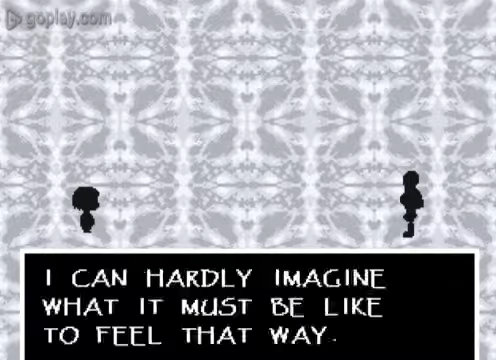 goplay.com
I CAN HARDLY IMAGINE
WHAT IT MUST BE LIKE
TO FEEL THAT WAY.